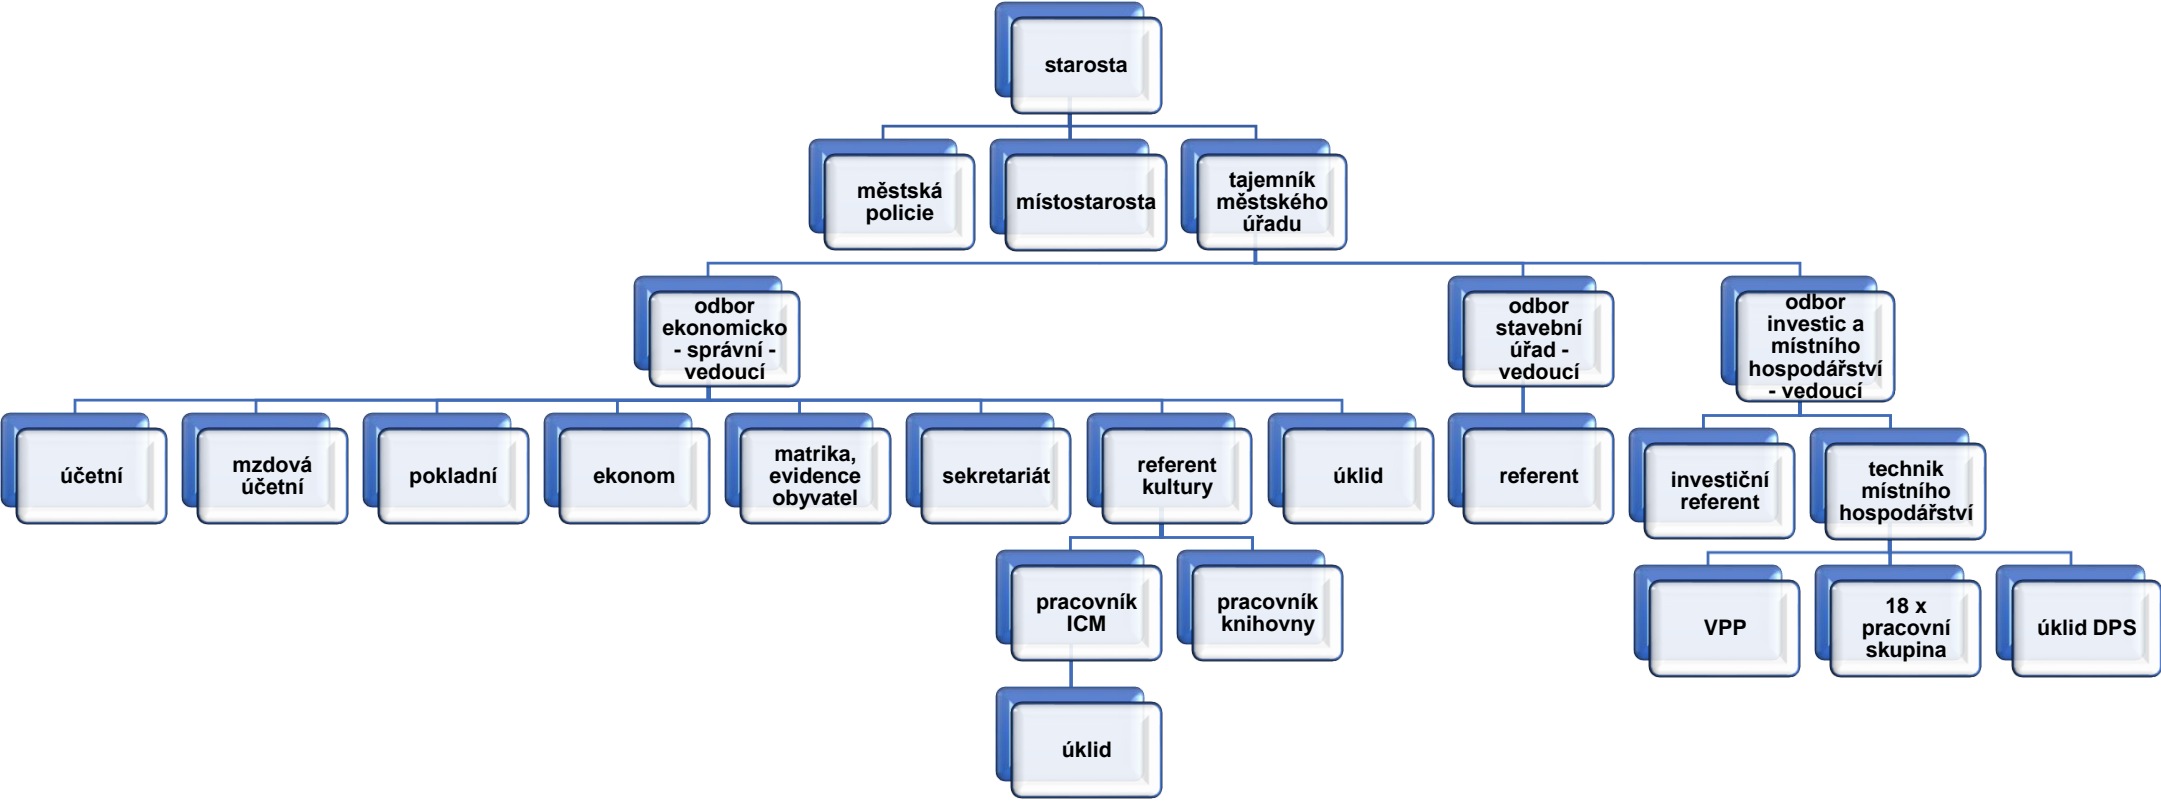 starosta
městská
policie
místostarosta
tajemník
městského
úřadu
odbor
ekonomicko
- správní -
vedoucí
odbor
stavební
úřad -
vedoucí
odbor
investic a
místního
hospodářství
- vedoucí
účetní
mzdová
účetní
pokladní
ekonom
matrika,
evidence
obyvatel
sekretariát
referent
kultury
úklid
referent
investiční
referent
technik
místního
hospodářství
pracovník
ICM
pracovník
knihovny
VPP
18 x
pracovní
skupina
úklid DPS
úklid